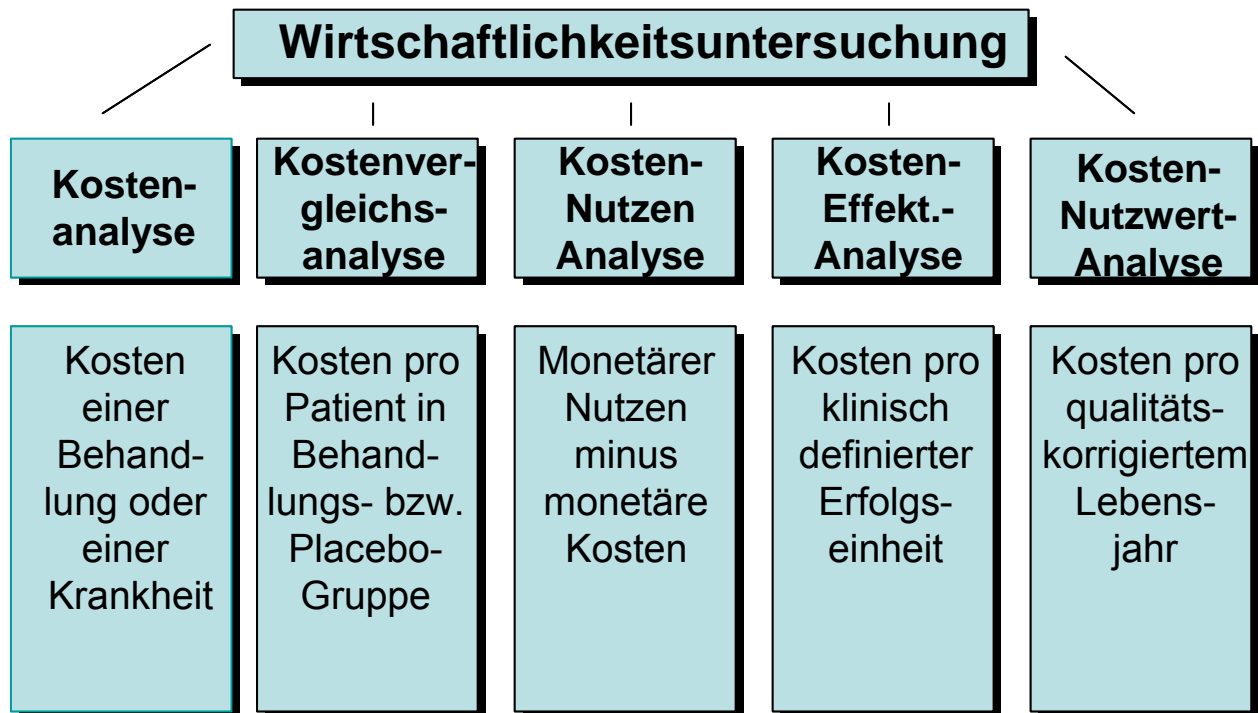 Wirtschaftlichkeitsuntersuchung
Kosten-
analyse
Kostenver-
gleichs-
analyse
Kosten-
Nutzen
Analyse
Kosten-
Effekt.-
Analyse
Kosten-
Nutzwert-
Analyse
Kosten
einer
Behand-
lung oder
einer
Krankheit
Kosten pro
Patient in
Behand-
lungs- bzw.
Placebo-
Gruppe
Monetärer
Nutzen
minus
monetäre
Kosten
Kosten pro
klinisch
definierter
Erfolgs-
einheit
Kosten pro
qualitäts-
korrigiertem
Lebens-
jahr